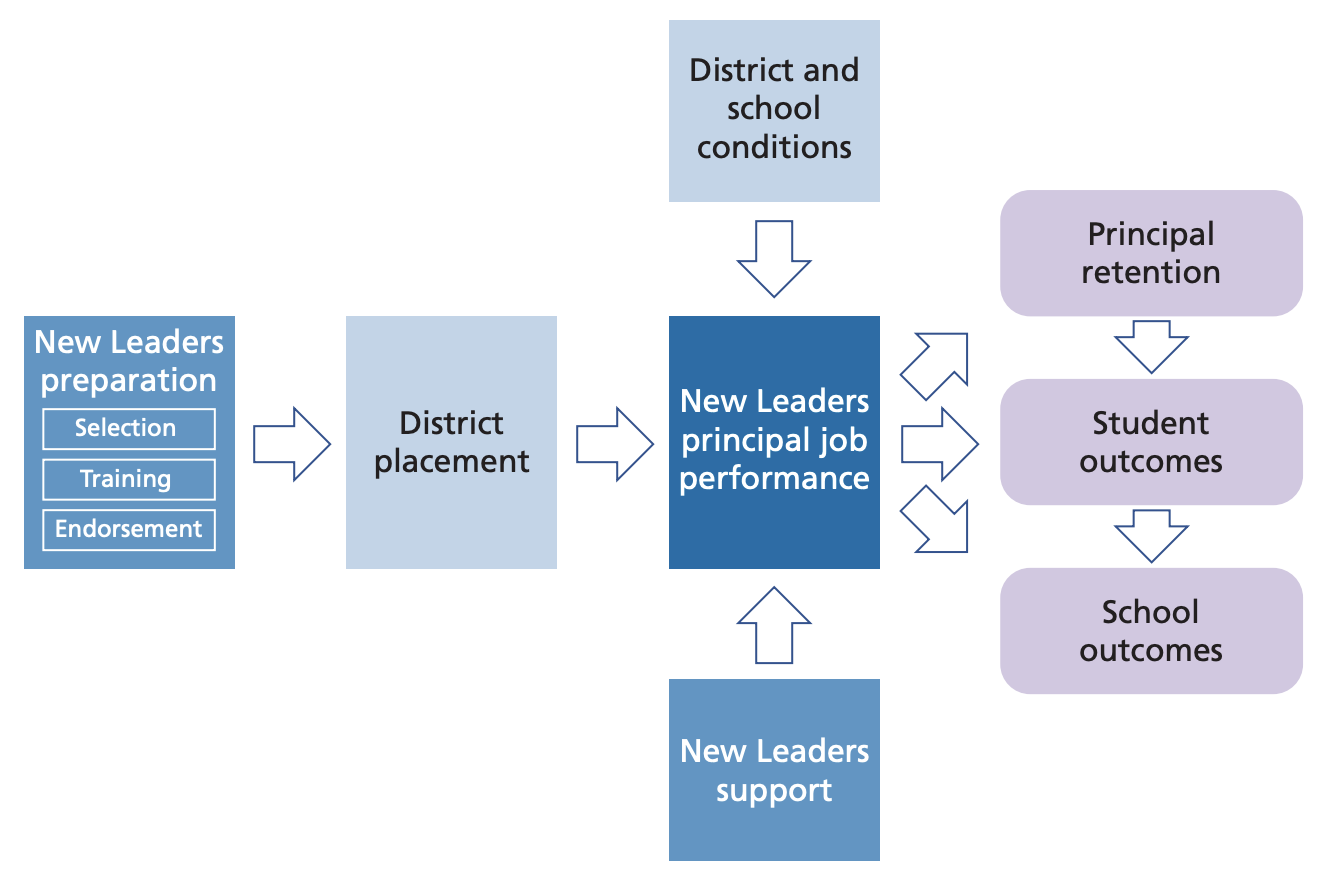 District and
school
conditions
Principal
retention
New Leaders
preparation
Selection
Training
Endorsement
District
placement
New Leaders
principal job
performance
Student
outcomes
School
outcomes
New Leaders
support